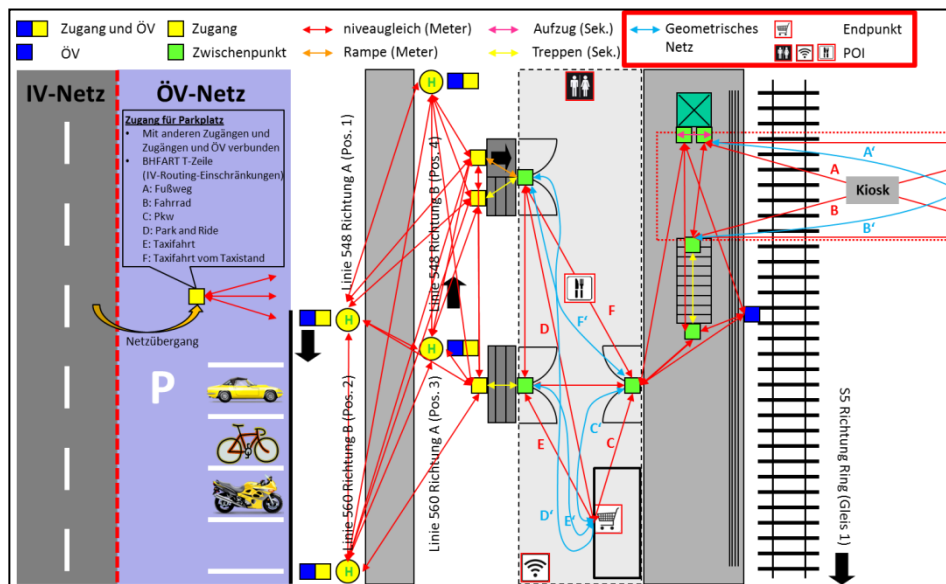 Zugang und ÖV
Zugang
niveaugleich (Meter)
Aufzug (Sek.)
Geometrisches
Netz
Endpunkt
ÖV
Zwischenpunkt
Rampe (Meter)
Treppen (Sek.)
POI
IV-Netz
ÖV-Netz
Zugang für Parkplatz
• Mit anderen Zugängen und
Zugängen und ÖV verbunden
• BHFART T-Zeile
(IV-Routing-Einschränkungen)
A: Fußweg
B: Fahrrad
C: Pkw
D: Park and Ride
E: Taxifahrt
F: Taxifahrt vom Taxistand
Netzübergang
P
Linie 548 Richtung A (Pos. 1)
Linie 560 Richtung B (Pos. 2)
Linie 548 Richtung B (Pos. 4)
Linie 560 Richtung A (Pos. 3)
H
H
H
H
D
F
F'
E
C
C'
D'
E'
A'
A
Kiosk
B
B'
S5 Richtung Ring (Gleis 1)